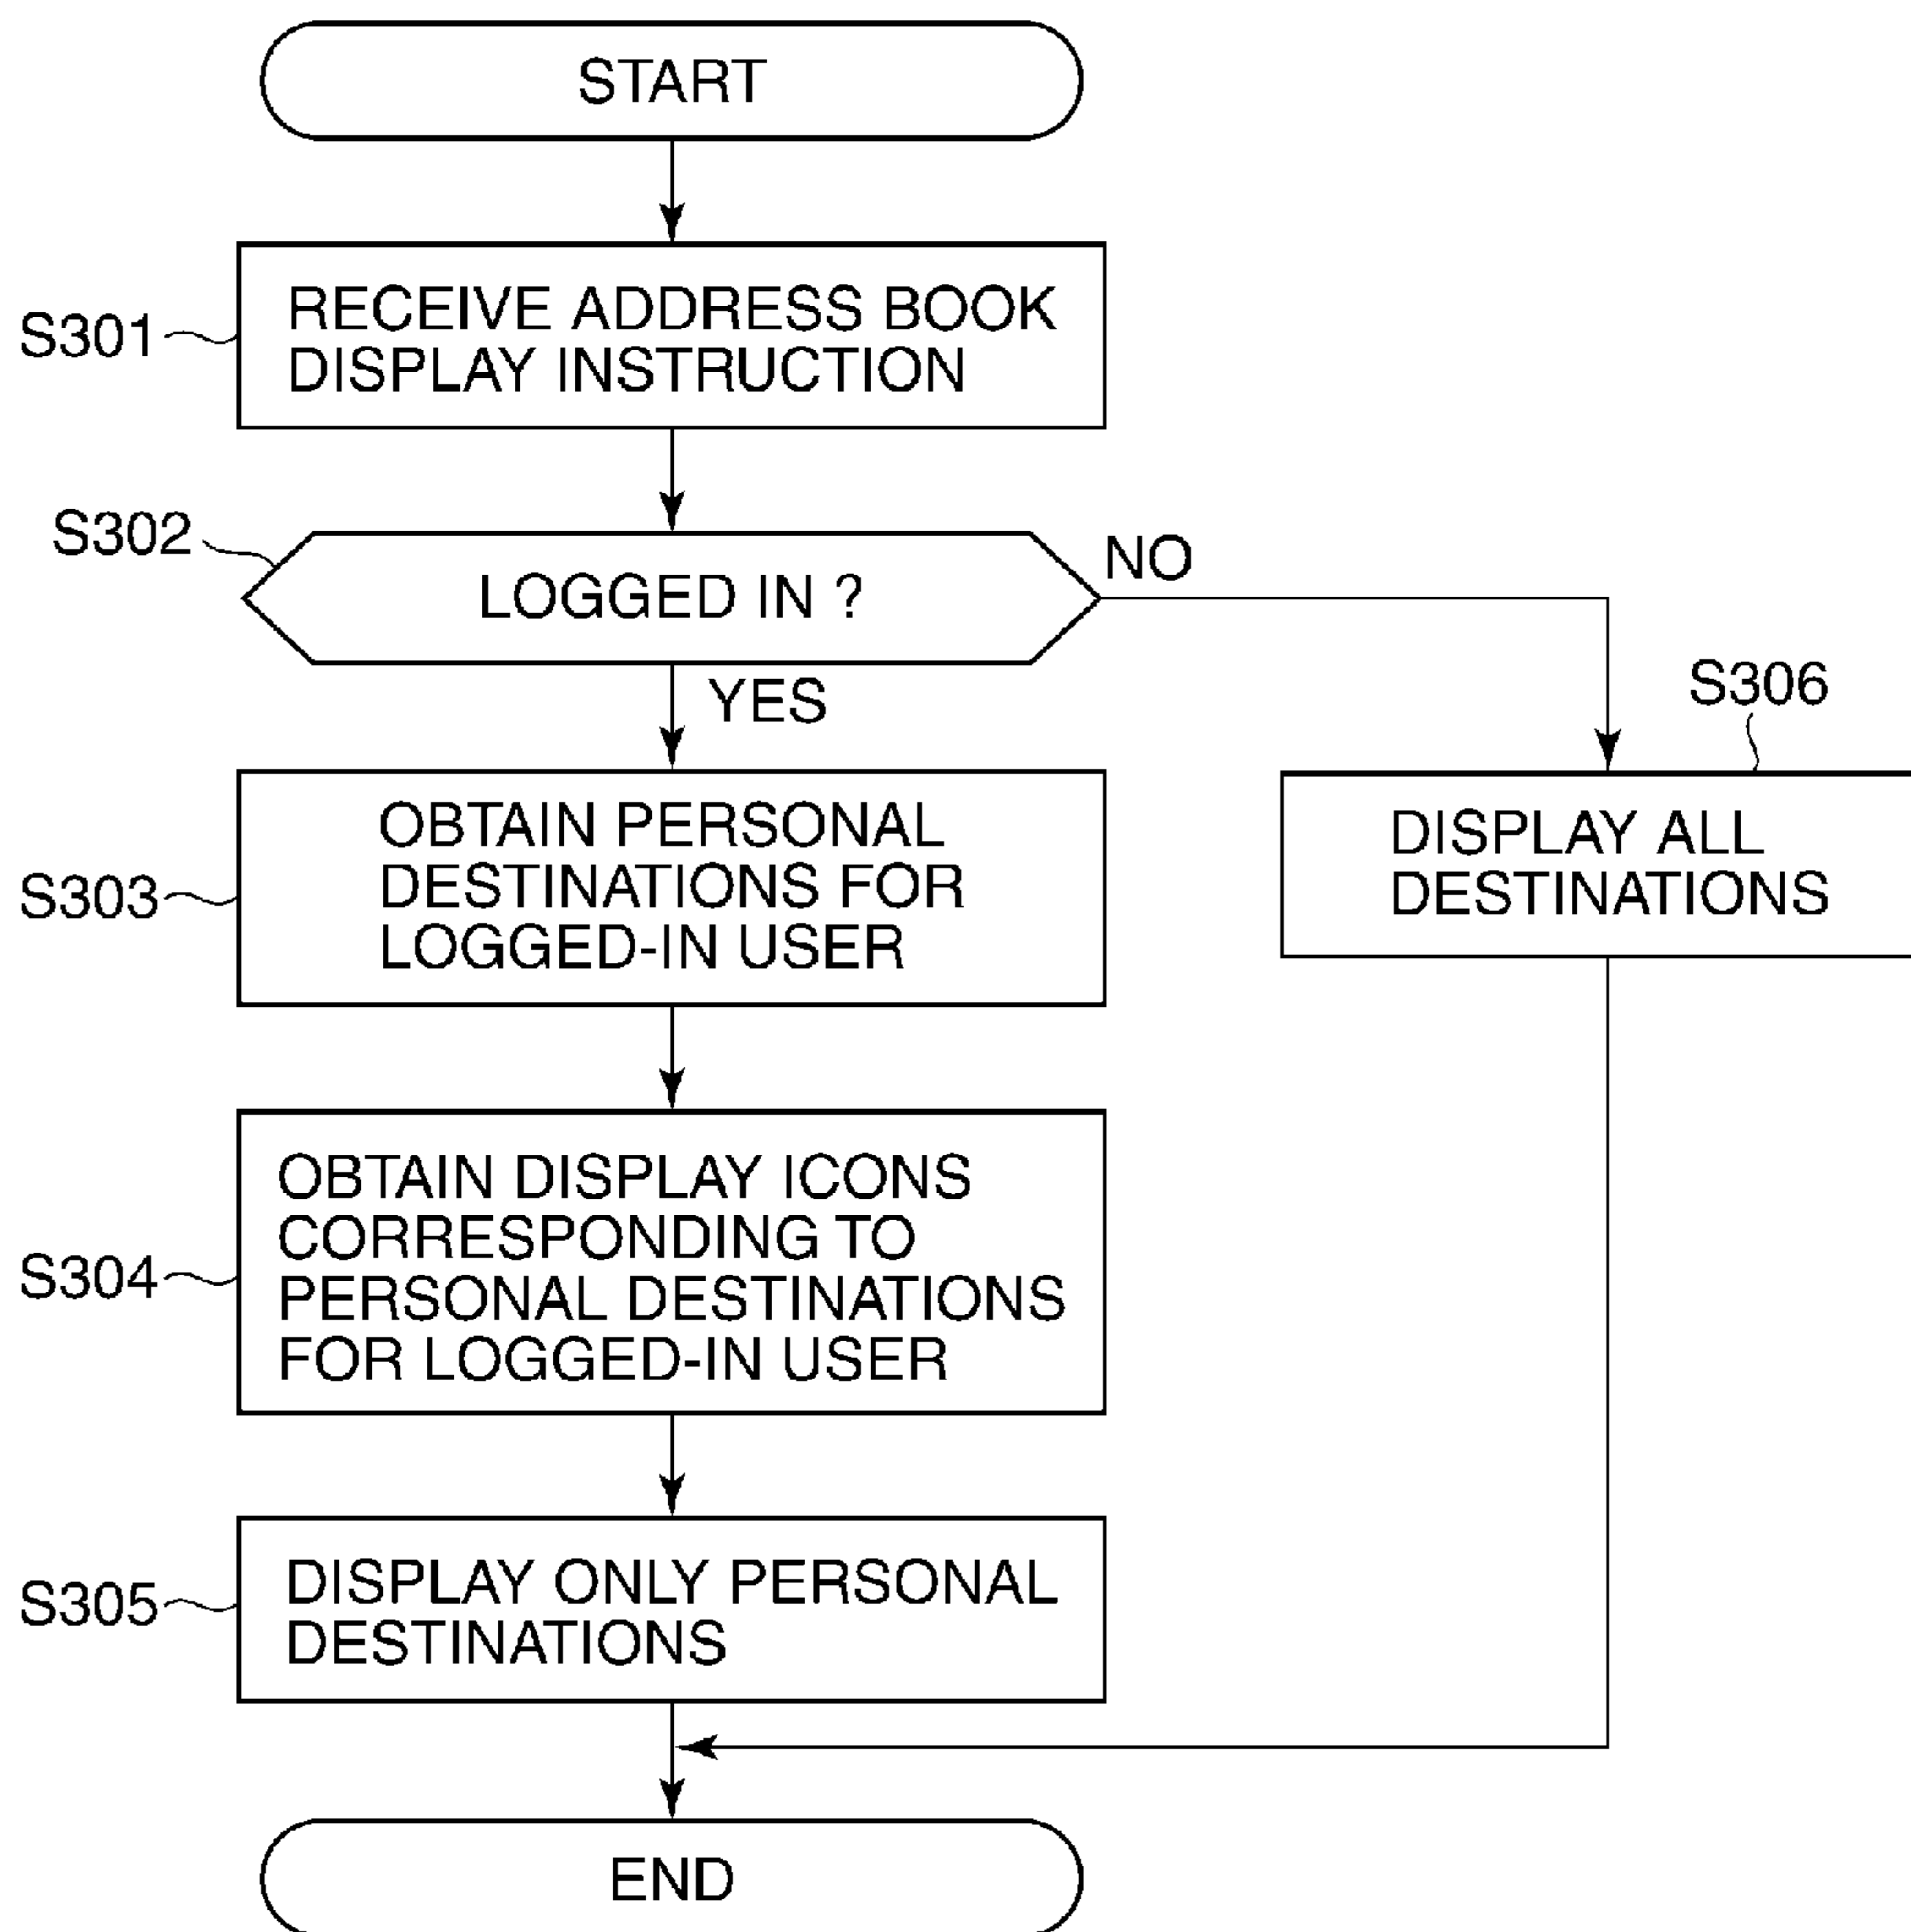 START
S301
RECEIVE ADDRESS BOOK
DISPLAY INSTRUCTION
S302
LOGGED IN ?
NO
YES
S303
OBTAIN PERSONAL
DESTINATIONS FOR
LOGGED-IN USER
S306
DISPLAY ALL
DESTINATIONS
S304
OBTAIN DISPLAY ICONS
CORRESPONDING TO
PERSONAL DESTINATIONS
FOR LOGGED-IN USER
S305
DISPLAY ONLY PERSONAL
DESTINATIONS
END